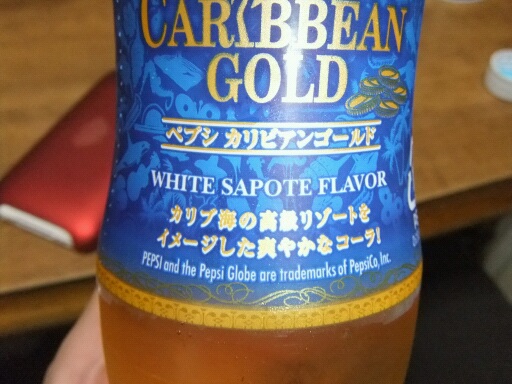 CARIBBEAN
GOLD
ペプシ カリビアンゴールド
WHITE SAPOTE FLAVOR
カリブ海の高級リゾートを
イメージした爽やかなコーラ!
PEPSI and the Pepsi Globe are trademarks of PepsiCo, Inc.